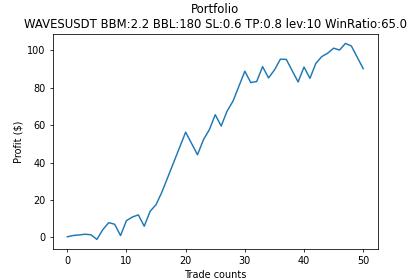 Portfolio
WAVESUSDT BBM:2.2 BBL:180 SL:0.6 TP:0.8 lev:10 WinRatio:65.0
100
80
60
40
20
0
Profit ($)
0 10 20 30 40 50
Trade counts